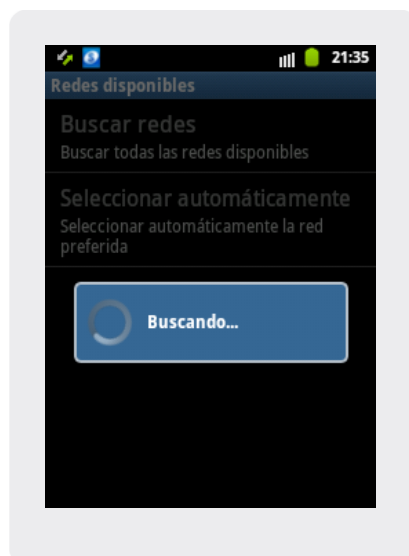 21:35
Redes disponibles
Buscar redes
Buscar todas las redes disponibles
Seleccionar automáticamente
Seleccionar automáticamente la red
preferida
Buscando...